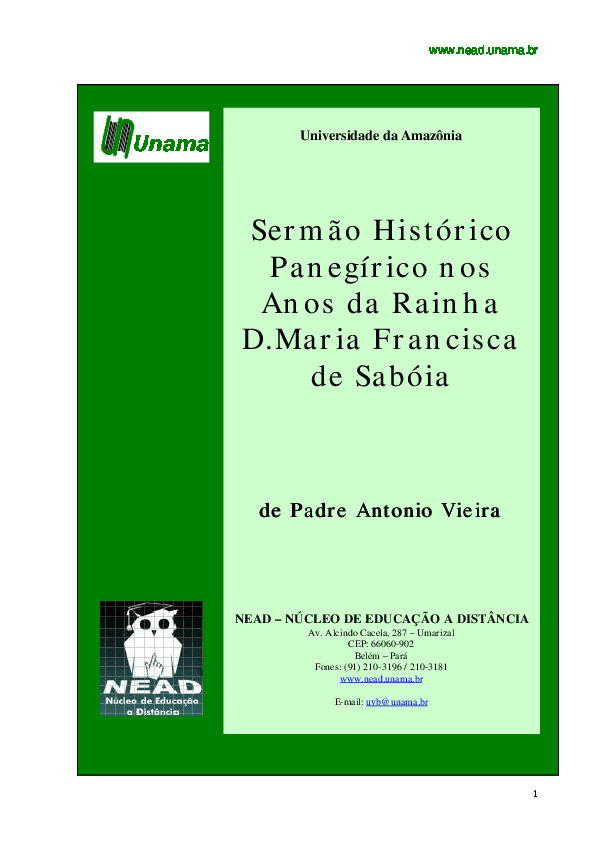 www.nead.unama.br
Unama
Universidade da Amazônia
Sermão Histórico
Panegírico nos
Anos da Rainha
D.Maria Francisca
de Sabóia
de Padre Antonio Vieira
NEAD
Núcleo de Educação
a Distância
NEAD – NÚCLEO DE EDUCAÇÃO A DISTÂNCIA
Av. Alcindo Cacela, 287 – Umarizal
CEP: 66060-902
Belém – Pará
Fones: (91) 210-3196 / 210-3181
www.nead.unama.br
E-mail: uvb@unama.br
1